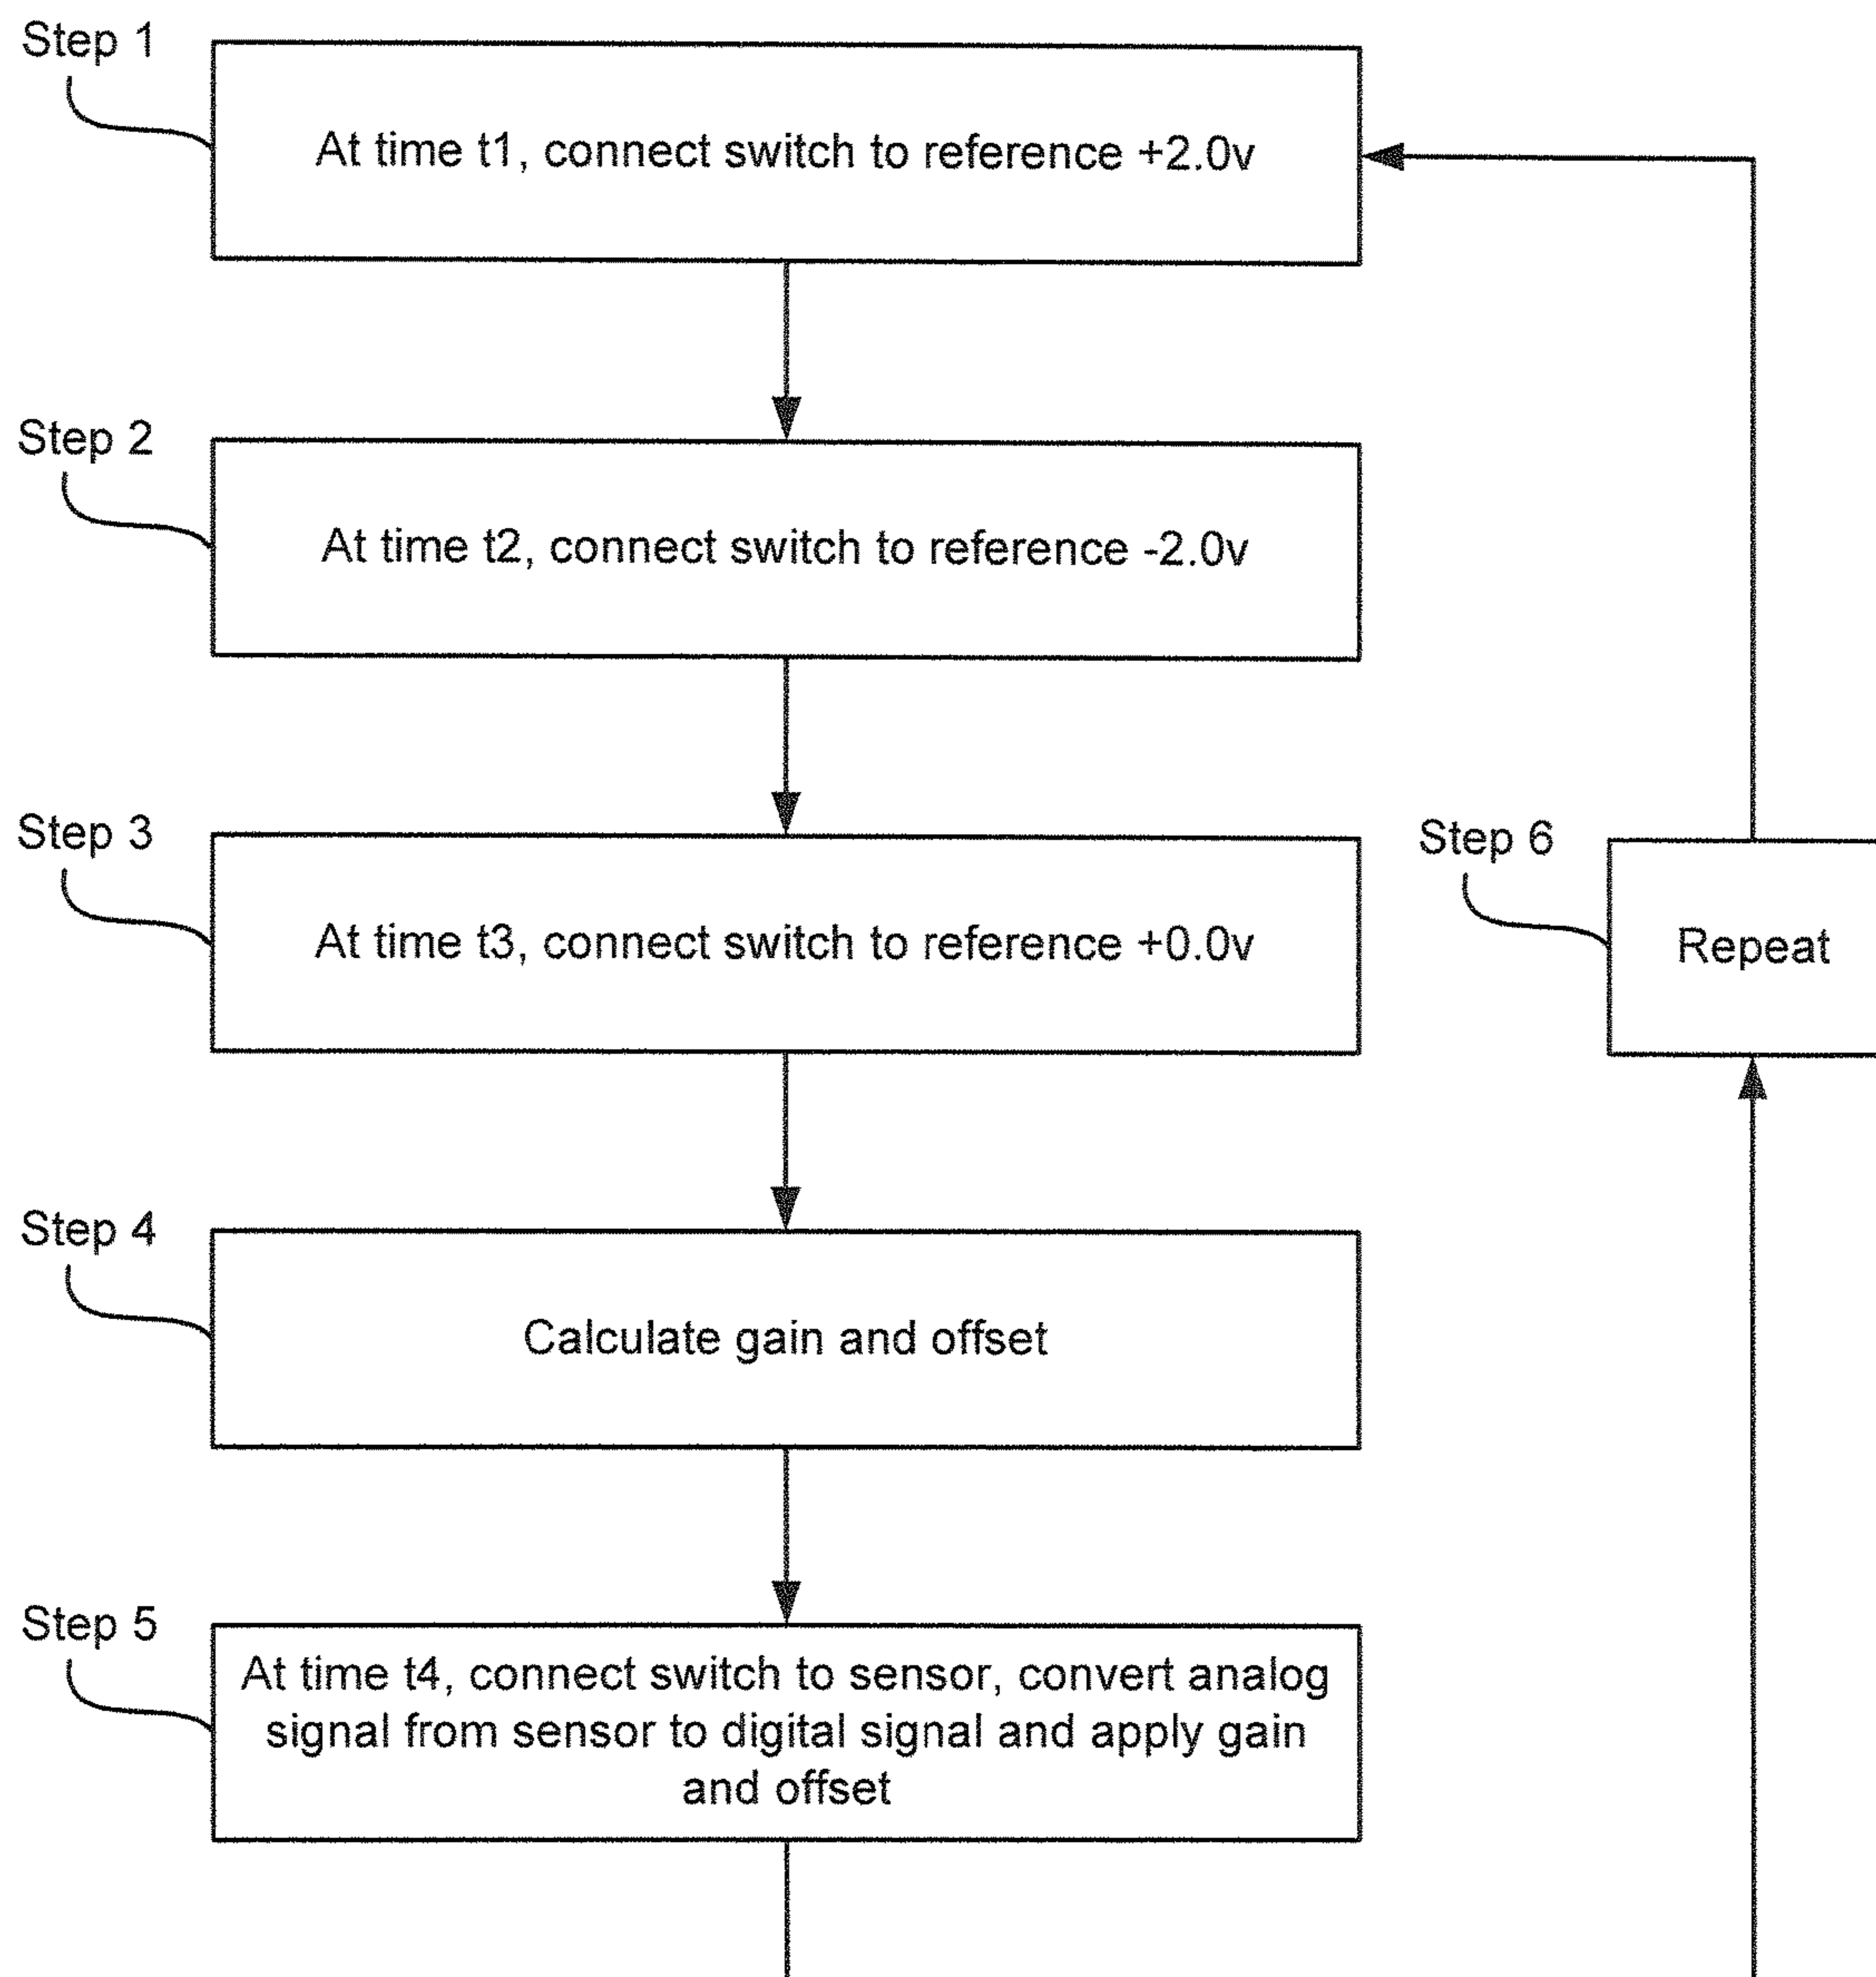 Step 1
At time t1, connect switch to reference +2.0v
Step 2
At time t2, connect switch to reference -2.0v
Step 3
At time t3, connect switch to reference +0.0v
Step 6
Repeat
Step 4
Calculate gain and offset
Step 5
At time t4, connect switch to sensor, convert analog
signal from sensor to digital signal and apply gain
and offset